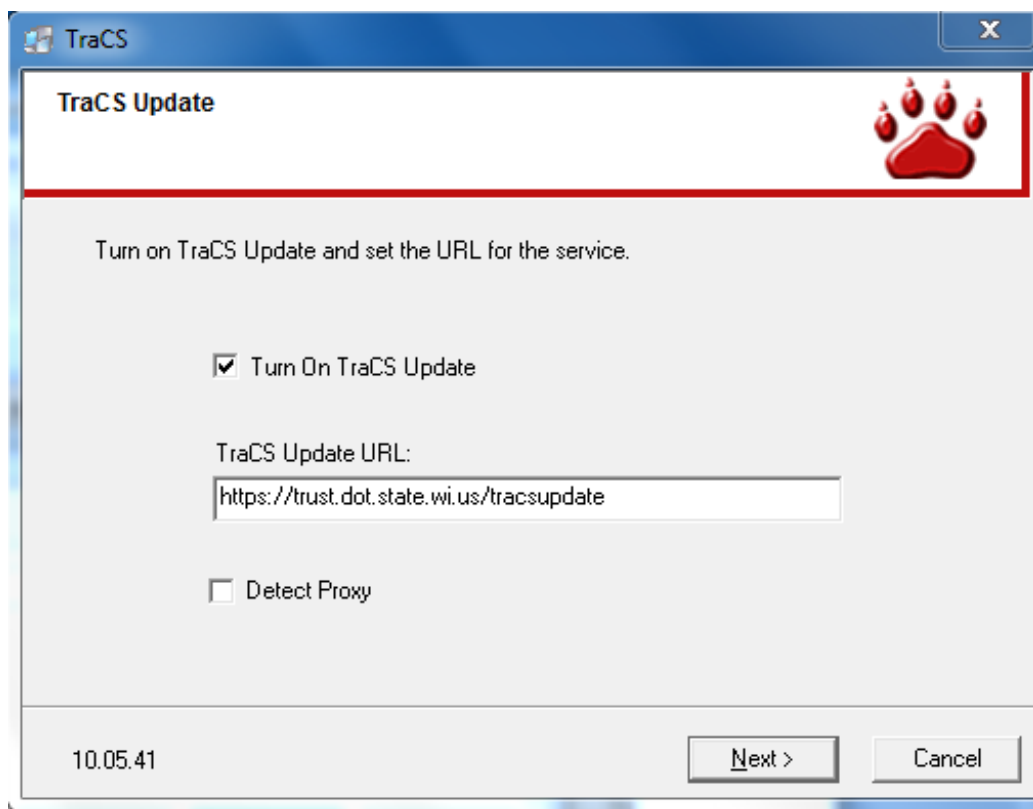 TraCS
TraCS Update
Turn on TraCS Update and set the URL for the service.
Turn On TraCS Update
TraCS Update URL:
https://trust.dot.state.wi.us/tracsupdate
Detect Proxy
10.05.41
Next >
Cancel